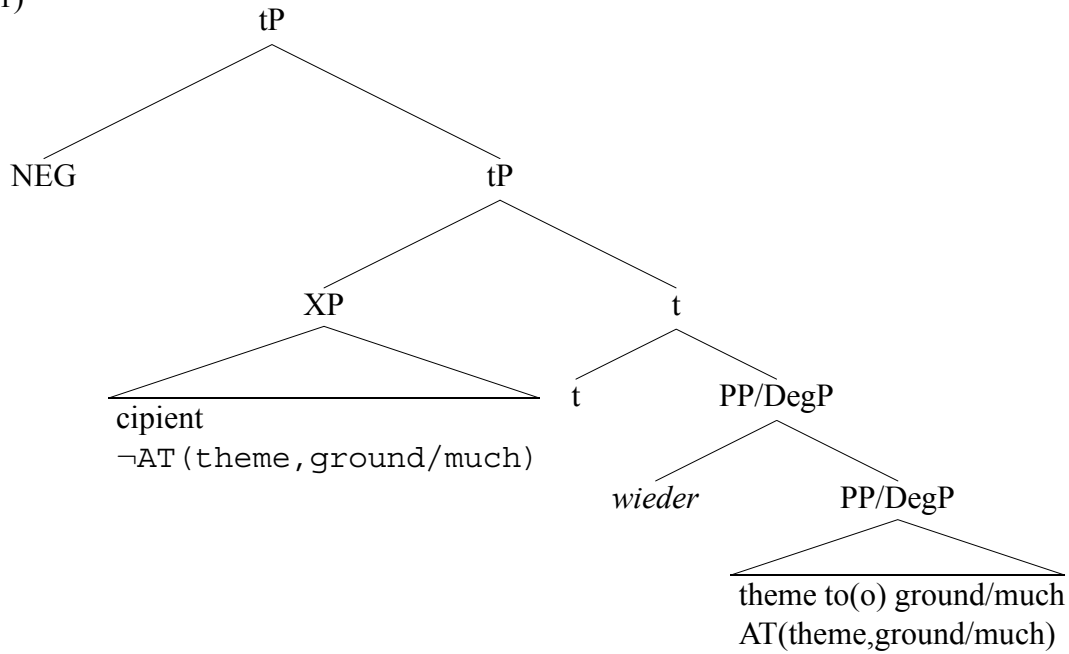 tP
NEG
tP
XP
t
cipient
¬AT(theme,ground/much)
t
PP/DegP
wieder
PP/DegP
theme to(o) ground/much
AT(theme,ground/much)